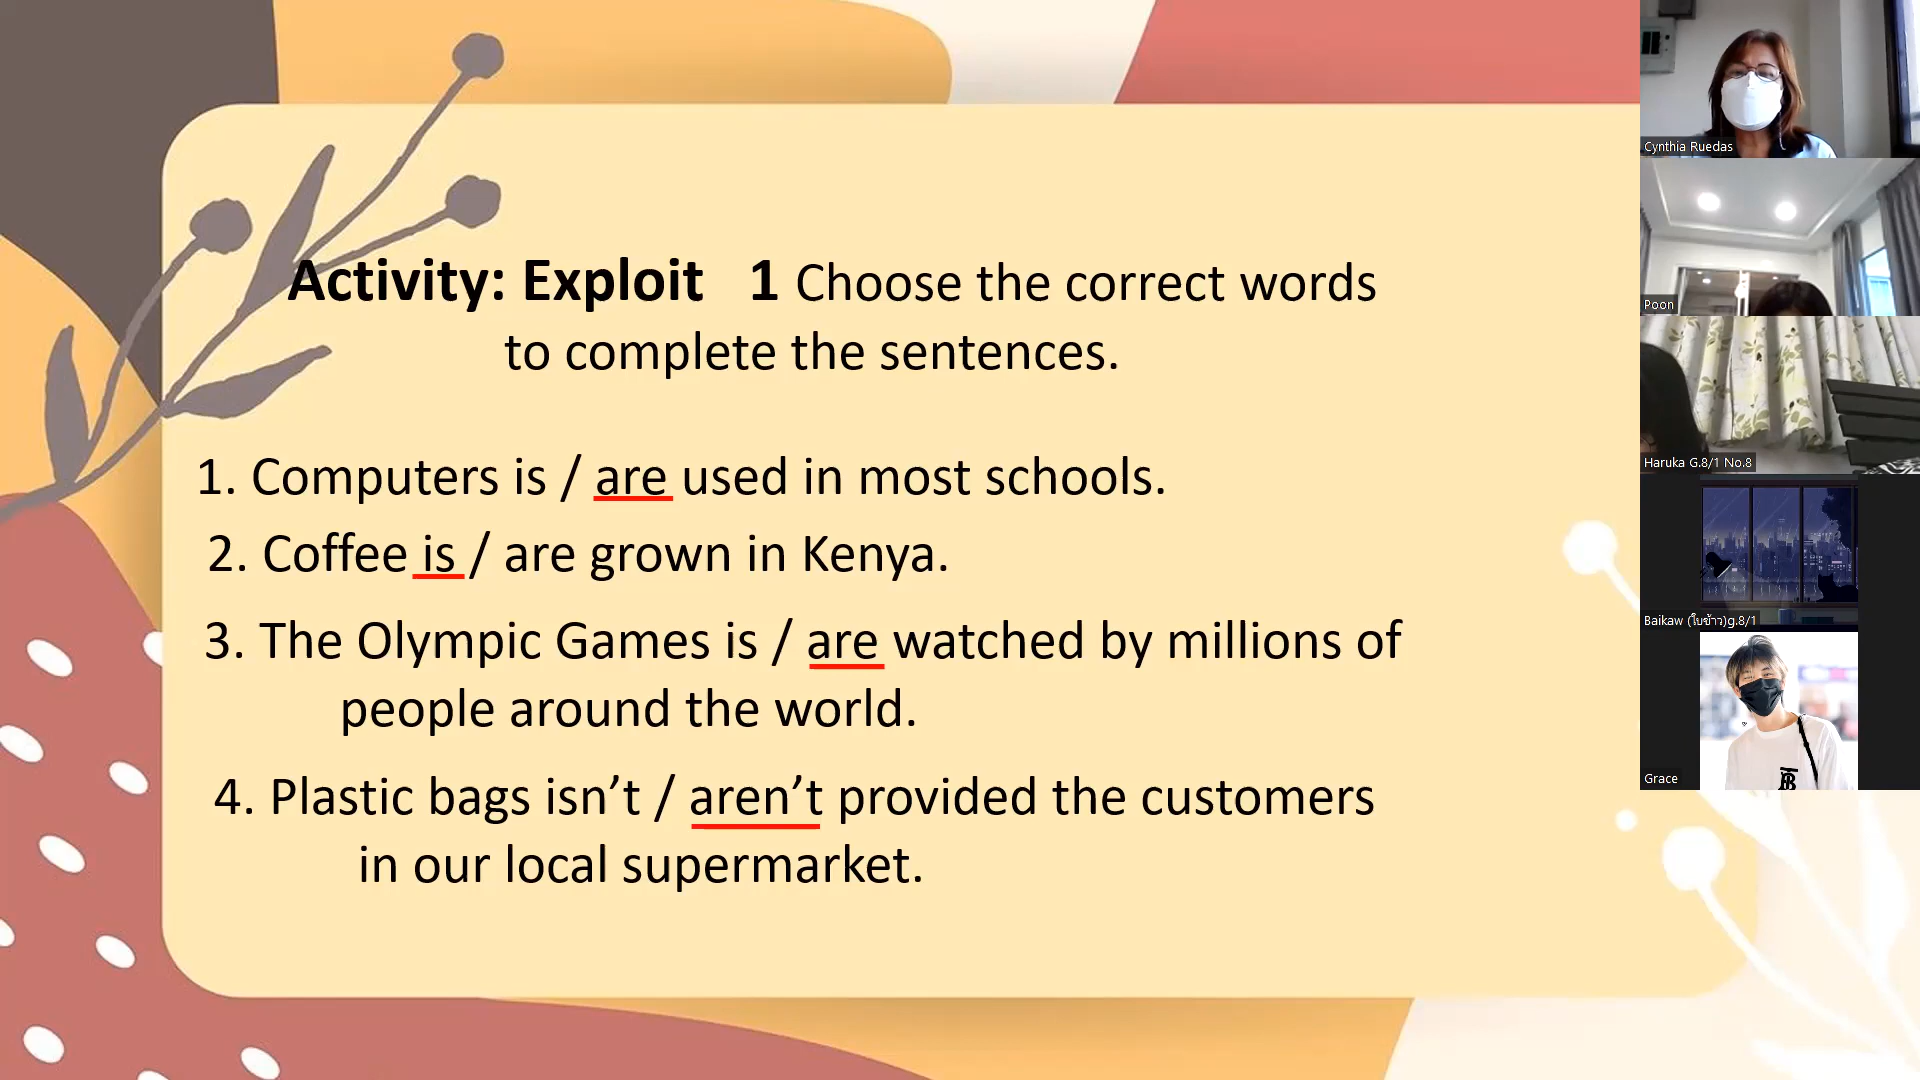 Activity: Exploit 1 Choose the correct words
to complete the sentences.
1. Computers is / are used in most schools.
2. Coffee is / are grown in Kenya.
3. The Olympic Games is / are watched by millions of
people around the world.
4. Plastic bags isn’t / aren’t provided the customers
in our local supermarket.
Cynthia Ruedas
Poon
Haruka G.8/1 No.8
Baikaw (ใบข้าว)g.8/1
Grace